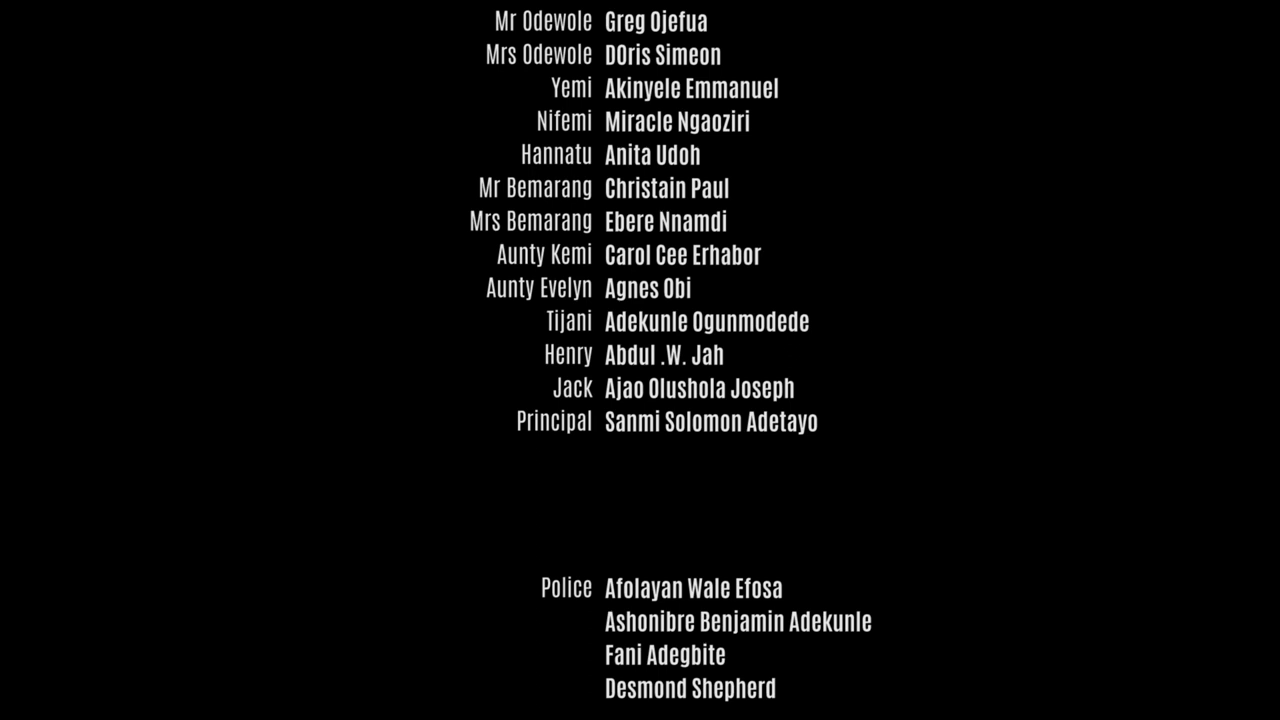 Mr Odewole Greg Ojefua
Mrs Odewole DOris Simeon
Yemi Akinyele Emmanuel
Nifemi Miracle Ngaoziri
Hannatu Anita Udoh
Mr Bemarang Christain Paul
Mrs Bemarang Ebere Nnamdi
Aunty Kemi Carol Cee Erhabor
Aunty Evelyn Agnes Obi
Tijani Adekunle Ogunmodede
Henry Abdul .W. Jah
Jack Ajao Olushola Joseph
Principal Sanmi Solomon Adetayo
Police Afolayan Wale Efosa
Ashonibre Benjamin Adekunle
Fani Adegbite
Desmond Shepherd